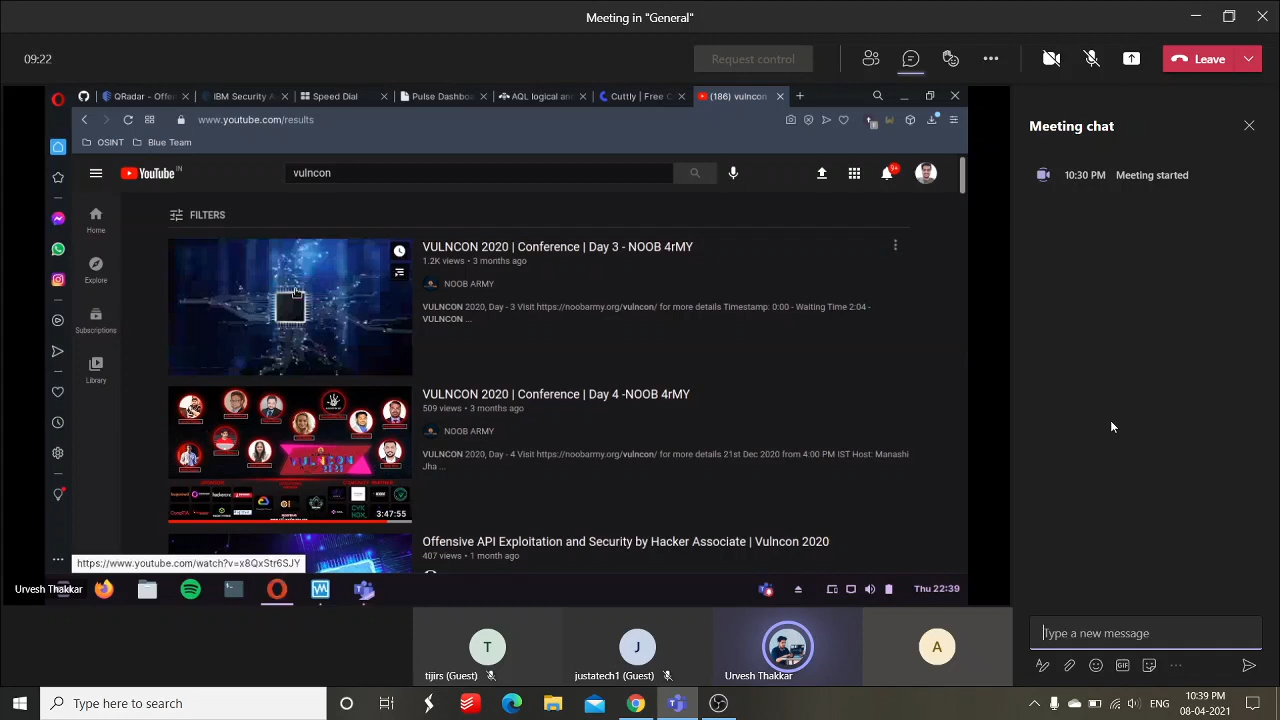 Meeting in "General"
09:22
Request control
Leave
QRadar - Offen
IBM Security A
Speed Dial
Pulse Dashboa
AQL logical an
Cuttly | Free C
(186) vulncon
www.youtube.com/results
OSINT
Blue Team
YouTube IN
vulncon
9+
Home
Explore
Subscriptions
Library
FILTERS
VULNCON 2020 | Conference | Day 3 - NOOB 4rMY
1.2K views • 3 months ago
NOOB ARMY
VULNCON 2020, Day - 3 Visit https://noobarmy.org/vulncon/ for more details Timestamp: 0:00 - Waiting Time 2:04 -
VULNCON ...
VULNCON 2020 | Conference | Day 4 -NOOB 4rMY
509 views • 3 months ago
NOOB ARMY
VULNCON 2020, Day - 4 Visit https://noobarmy.org/vulncon/ for more details 21st Dec 2020 from 4:00 PM IST Host: Manashi
Jha ...
VULNCON
3:47:55
Offensive API Exploitation and Security by Hacker Associate | Vulncon 2020
407 views • 1 month ago
https://www.youtube.com/watch?v=x8QxStr6SJY
Urvesh Thakkar
Thu 22:39
T
tijirs (Guest)
J
justatech1 (Guest)
Urvesh Thakkar
A
Meeting chat
10:30 PM Meeting started
Type a new message
GIF
Type here to search
ENG
10:39 PM
08-04-2021